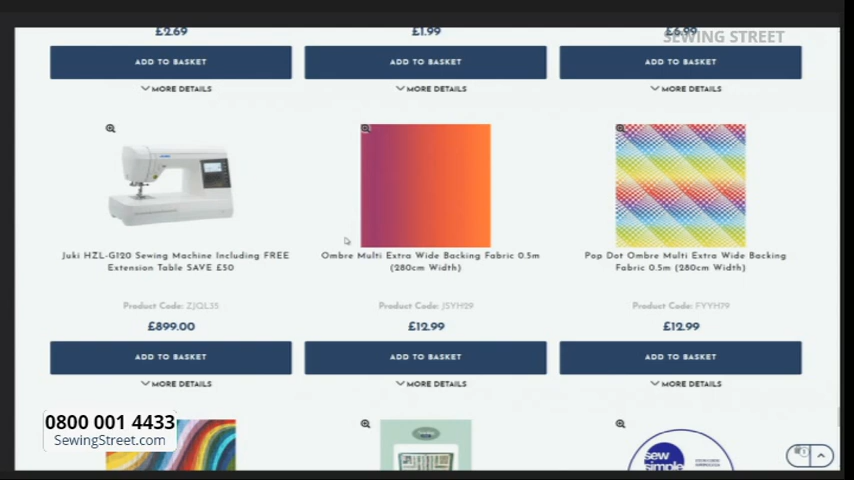 £2.69 £1.99 £6.99
SEWING STREET
ADD TO BASKET ADD TO BASKET ADD TO BASKET
MORE DETAILS MORE DETAILS MORE DETAILS
Juki HZL-G120 Sewing Machine Including FREE
Extension Table SAVE £50
Ombre Multi Extra Wide Backing Fabric 0.5m
(280cm Width)
Pop Dot Ombre Multi Extra Wide Backing
Fabric 0.5m (280cm Width)
Product Code: ZJQL35 Product Code: JSYH29 Product Code: FYYH79
£899.00 £12.99 £12.99
ADD TO BASKET ADD TO BASKET ADD TO BASKET
MORE DETAILS MORE DETAILS MORE DETAILS
0800 001 4433
SewingStreet.com
sew
simple